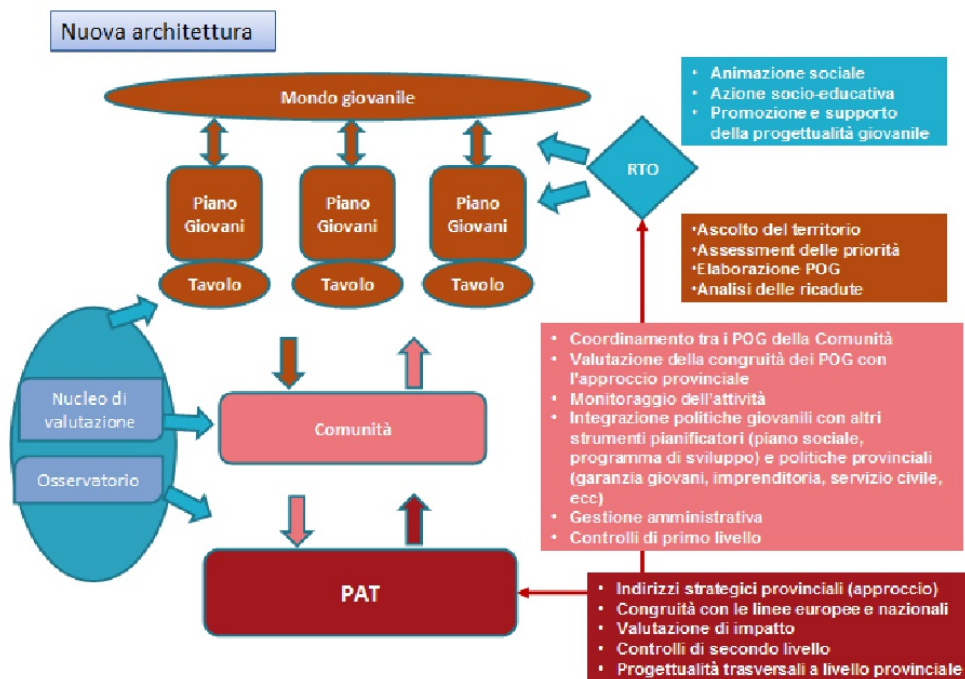 Nuova architettura
Mondo giovanile
Piano
Giovani
Piano
Giovani
Piano
Giovani
Tavolo
Tavolo
Tavolo
RTO
• Animazione sociale
• Azione socio-educativa
• Promozione e supporto
della progettualità giovanile
•Ascolto del territorio
•Assessment delle priorità
•Elaborazione POG
•Analisi delle ricadute
Nucleo di
valutazione
Osservatorio
Comunità
• Coordinamento tra i POG della Comunità
• Valutazione della congruità dei POG con
l'approccio provinciale
• Monitoraggio dell'attività
• Integrazione politiche giovanili con altri
strumenti pianificatori (piano sociale,
programma di sviluppo) e politiche provinciali
(garanzia giovani, imprenditoria, servizio civile,
ecc)
• Gestione amministrativa
• Controlli di primo livello
PAT
• Indirizzi strategici provinciali (approccio)
• Congruità con le linee europee e nazionali
• Valutazione di impatto
• Controlli di secondo livello
• Progettualità trasversali a livello provinciale